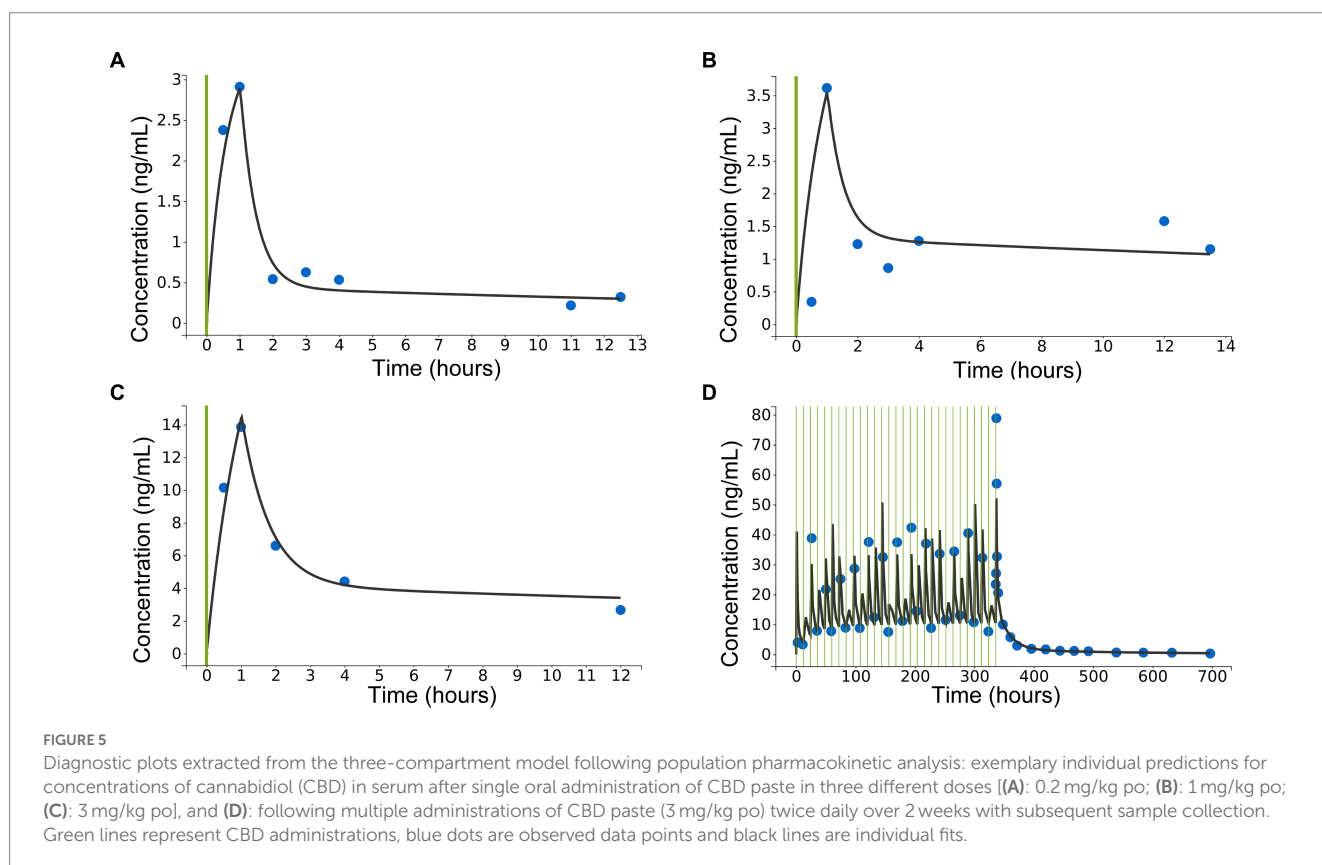 A
Concentration (ng/mL)
3
2.5
2
1.5
1
0.5
0
0 1 2 3 4 5 6 7 8 9 10 11 12 13
Time (hours)
B
Concentration (ng/mL)
3.5
3
2.5
2
1.5
1
0.5
0
0 2 4 6 8 10 12 14
Time (hours)
C
Concentration (ng/mL)
14
12
10
8
6
4
2
0
0 1 2 3 4 5 6 7 8 9 10 11 12
Time (hours)
D
Concentration (ng/mL)
80
70
60
50
40
30
20
10
0
0 100 200 300 400 500 600 700
Time (hours)
FIGURE 5
Diagnostic plots extracted from the three-compartment model following population pharmacokinetic analysis: exemplary individual predictions for
concentrations of cannabidiol (CBD) in serum after single oral administration of CBD paste in three different doses [(A): 0.2 mg/kg po; (B): 1 mg/kg po;
(C): 3 mg/kg po], and (D): following multiple administrations of CBD paste (3 mg/kg po) twice daily over 2 weeks with subsequent sample collection.
Green lines represent CBD administrations, blue dots are observed data points and black lines are individual fits.